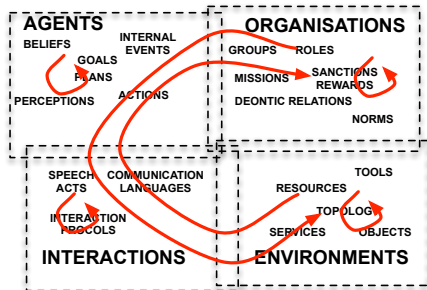 AGENTS
BELIEFS
INTERNAL
EVENTS
GOALS
PLANS
PERCEPTIONS
ACTIONS
ORGANISATIONS
GROUPS
ROLES
MISSIONS
SANCTIONS
REWARDS
DEONTIC RELATIONS
NORMS
SPEECH
ACTS
COMMUNICATION
LANGUAGES
INTERACTION
PROCOLS
INTERACTIONS
TOOLS
RESOURCES
TOPOLOGY
SERVICES
OBJECTS
ENVIRONMENTS